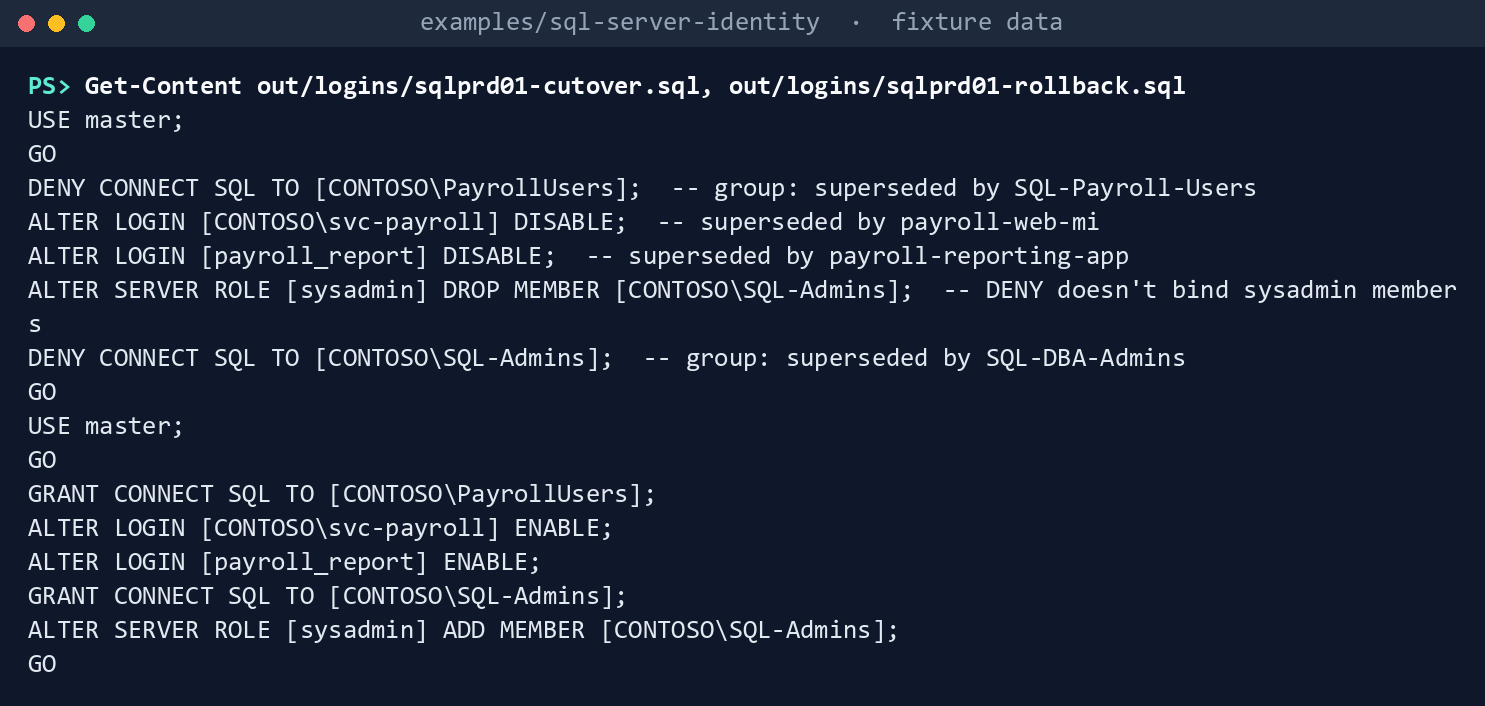 examples/sql-server-identity · fixture data
PS> Get-Content out/logins/sqlprd01-cutover.sql, out/logins/sqlprd01-rollback.sql
USE master;
GO
DENY CONNECT SQL TO [CONTOSO\PayrollUsers];  -- group: superseded by SQL-Payroll-Users
ALTER LOGIN [CONTOSO\svc-payroll] DISABLE;  -- superseded by payroll-web-mi
ALTER LOGIN [payroll_report] DISABLE;  -- superseded by payroll-reporting-app
ALTER SERVER ROLE [sysadmin] DROP MEMBER [CONTOSO\SQL-Admins];  -- DENY doesn't bind sysadmin member
s
DENY CONNECT SQL TO [CONTOSO\SQL-Admins];  -- group: superseded by SQL-DBA-Admins
GO
USE master;
GO
GRANT CONNECT SQL TO [CONTOSO\PayrollUsers];
ALTER LOGIN [CONTOSO\svc-payroll] ENABLE;
ALTER LOGIN [payroll_report] ENABLE;
GRANT CONNECT SQL TO [CONTOSO\SQL-Admins];
ALTER SERVER ROLE [sysadmin] ADD MEMBER [CONTOSO\SQL-Admins];
GO